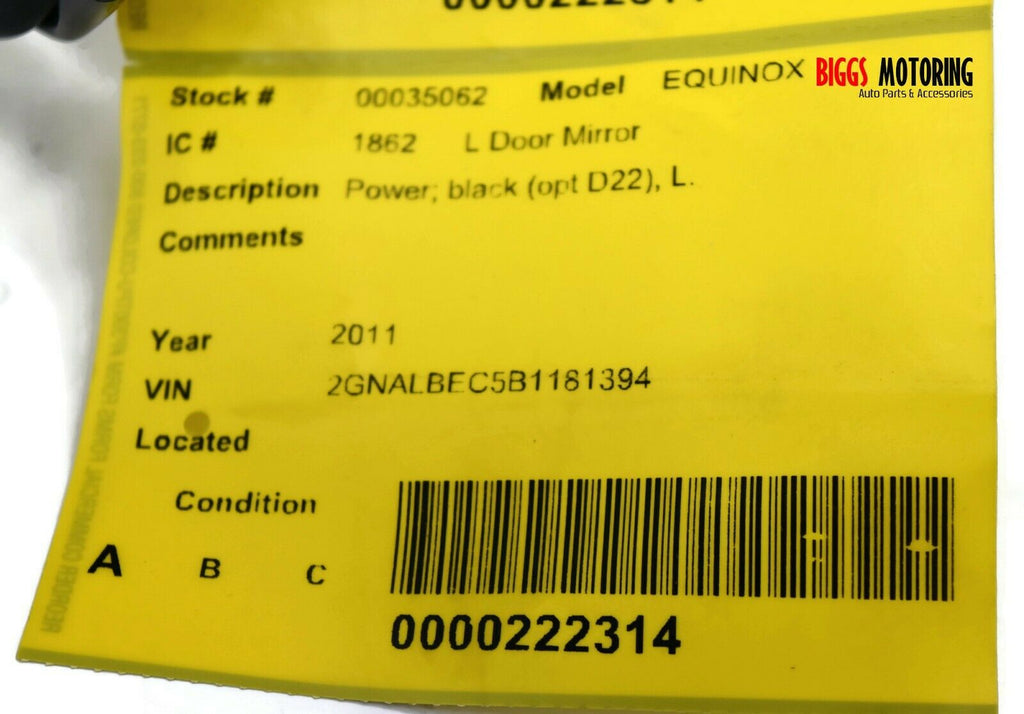 Stock # 00035062 Model EQUINOX
BIGGS MOTORING
Auto Parts & Accessories
IC # 1862 L Door Mirror
Description Power; black (opt D22), L.
Comments
Year 2011
VIN 2GNALBEC5B1181394
Located
Condition
A B C
0000222314